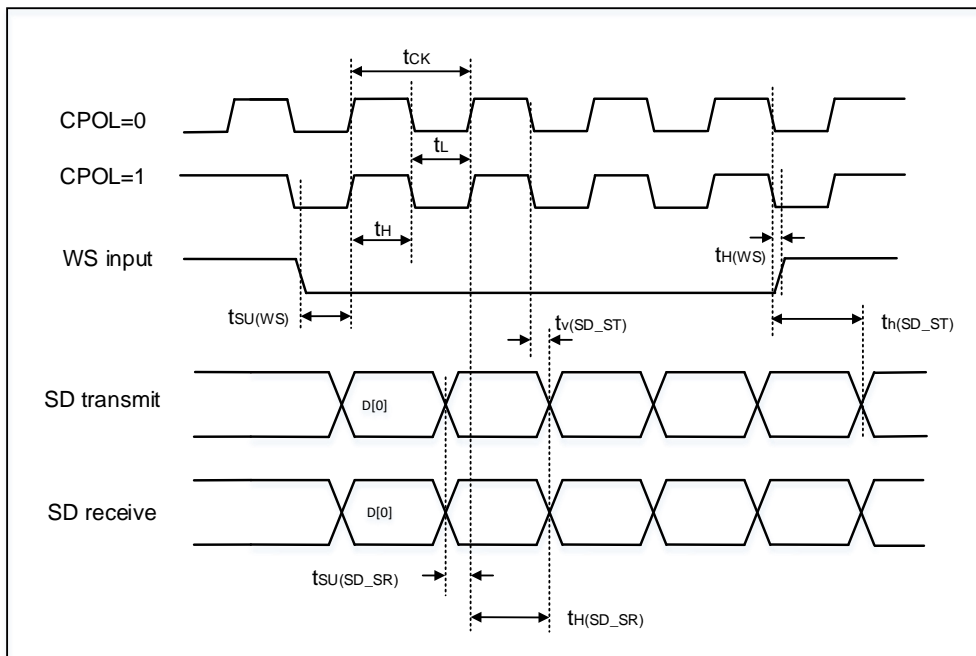 tCK
CPOL=0
tL
CPOL=1
tH
tH(WS)
WS input
tSU(WS)
tv(SD_ST)
th(SD_ST)
SD transmit
D[0]
SD receive
D[0]
tSU(SD_SR)
tH(SD_SR)